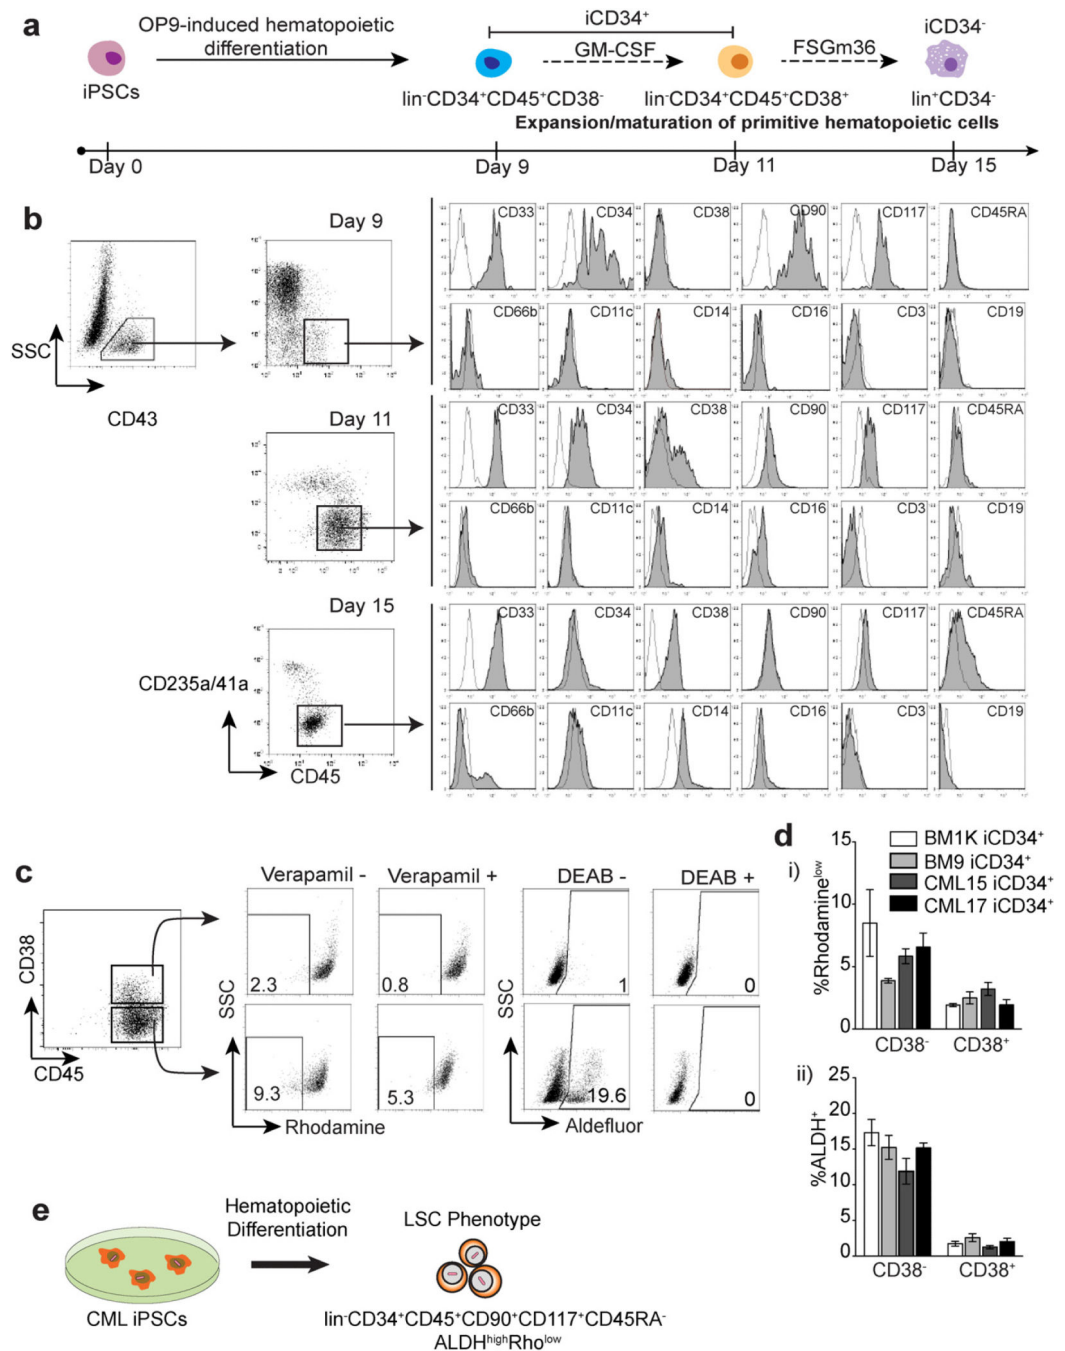 a
OP9-induced hematopoietic
differentiation
iPSCs
iCD34⁺
GM-CSF
FSGm36
iCD34⁻
lin⁻CD34⁺CD45⁺CD38⁻
lin⁻CD34⁺CD45⁺CD38⁺
lin⁺CD34⁻
Expansion/maturation of primitive hematopoietic cells
Day 0
Day 9
Day 11
Day 15
b
Day 9
SSC
CD43
CD33 CD34 CD38 CD90 CD117 CD45RA
CD66b CD11c CD14 CD16 CD3 CD19
Day 11
CD33 CD34 CD38 CD90 CD117 CD45RA
CD66b CD11c CD14 CD16 CD3 CD19
Day 15
CD235a/41a
CD45
CD33 CD34 CD38 CD90 CD117 CD45RA
CD66b CD11c CD14 CD16 CD3 CD19
c
CD38
CD45
Verapamil -
Verapamil +
DEAB -
DEAB +
SSC
2.3
0.8
SSC
1
0
9.3
5.3
19.6
0
Rhodamine
Aldefluor
d
i)
%Rhodamineˡᵒʷ
15
10
5
0
BM1K iCD34⁺
BM9 iCD34⁺
CML15 iCD34⁺
CML17 iCD34⁺
CD38⁻
CD38⁺
ii)
%ALDH⁺
25
20
15
10
5
0
CD38⁻
CD38⁺
e
Hematopoietic
Differentiation
LSC Phenotype
CML iPSCs
lin⁻CD34⁺CD45⁺CD90⁺CD117⁺CD45RA⁻
ALDHʰⁱᵍʰRhoˡᵒʷ